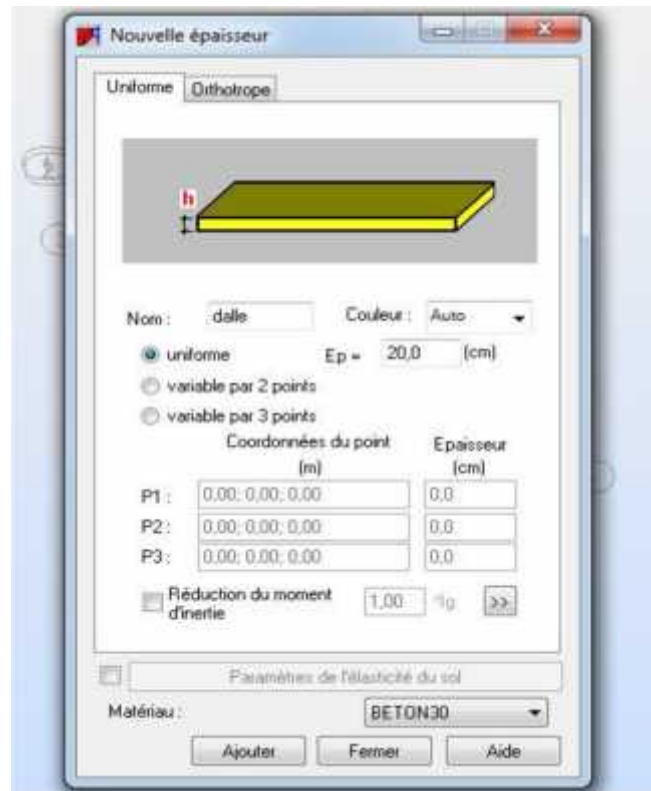 Nouvelle épaisseur
Uniforme Orthotrope
h
Nom : dalle Couleur : Auto
uniforme Ep = 20,0 (cm)
variable par 2 points
variable par 3 points
Coordonnées du point Epaisseur
(m) (cm)
P1 : 0,00; 0,00; 0,00 0,0
P2 : 0,00; 0,00; 0,00 0,0
P3 : 0,00; 0,00; 0,00 0,0
Réduction du moment 1,00 *Ig >>
d'inertie
Paramètres de l'élasticité du sol
Matériau : BETON30
Ajouter Fermer Aide